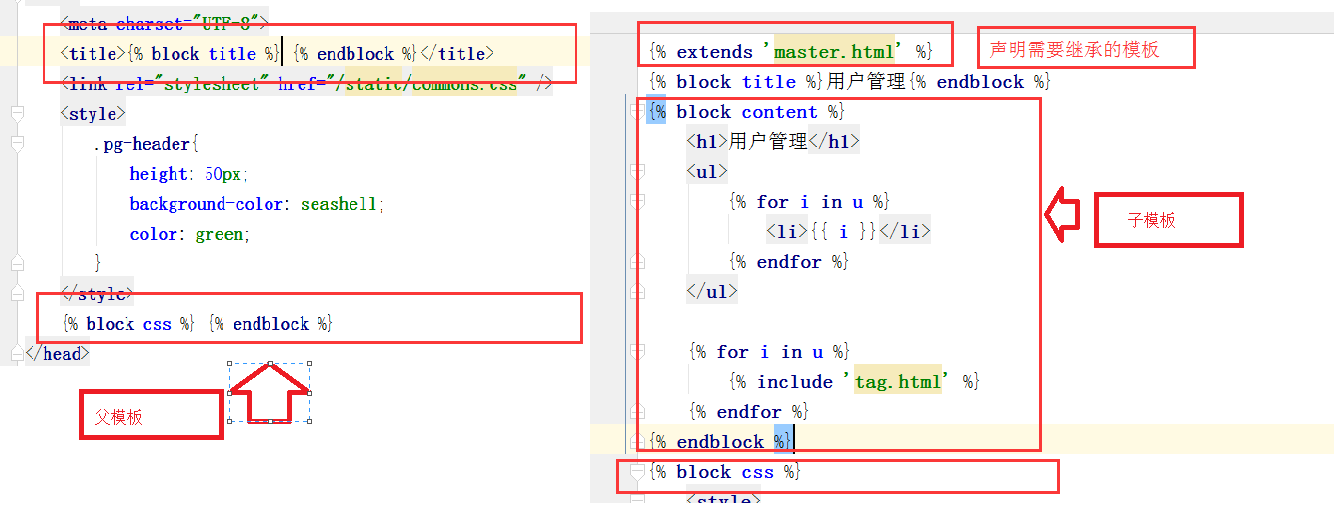 <meta charset="UTF-8">
<title>{% block title %} {% endblock %}</title>
<link rel="stylesheet" href="/static/commons.css" />
<style>
.pg-header{
height: 50px;
background-color: seashell;
color: green;
}
</style>
{% block css %} {% endblock %}
</head>
父模板
{% extends 'master.html' %}
声明需要继承的模板
{% block title %}用户管理{% endblock %}
{% block content %}
<h1>用户管理</h1>
<ul>
{% for i in u %}
<li>{{ i }}</li>
{% endfor %}
</ul>
{% for i in u %}
{% include 'tag.html' %}
{% endfor %}
{% endblock %}
{% block css %}
<style>
子模板